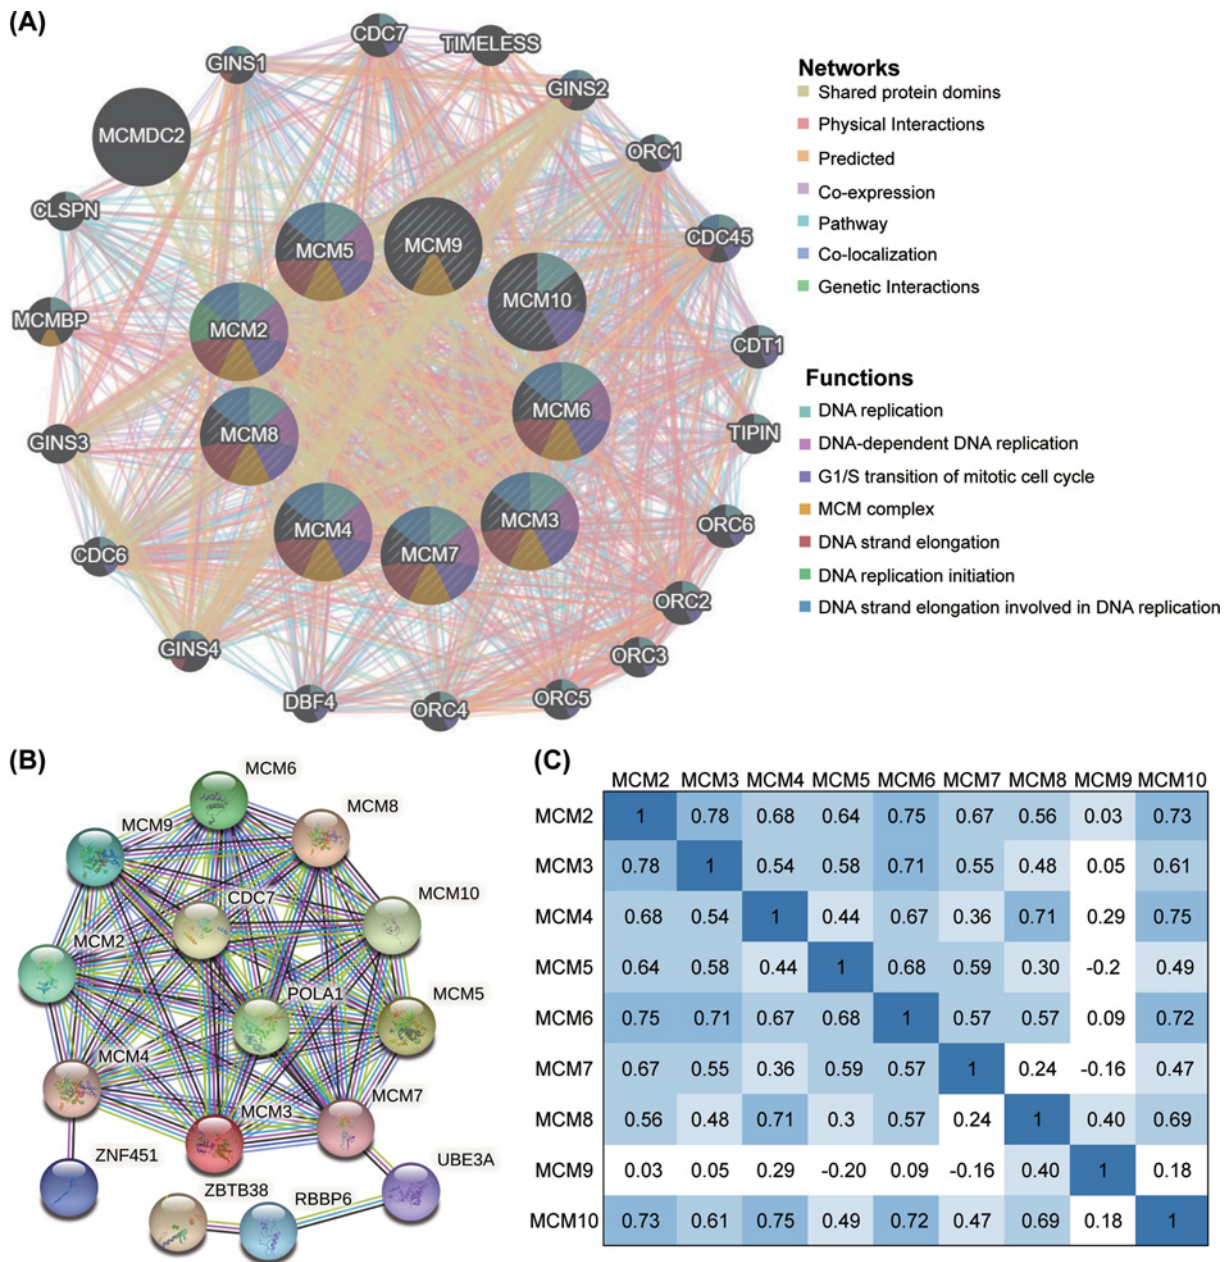 (A)
CDC7
TIMELESS
GINS1
GINS2
MCMDC2
ORC1
CLSPN
CDC45
MCM5
MCM9
MCM10
MCMBP
MCM2
CDT1
MCM6
GINS3
MCM8
TIPIN
MCM4
MCM7
MCM3
ORC6
CDC6
ORC2
GINS4
ORC3
DBF4
ORC4
ORC5
Networks
Shared protein domins
Physical Interactions
Predicted
Co-expression
Pathway
Co-localization
Genetic Interactions
Functions
DNA replication
DNA-dependent DNA replication
G1/S transition of mitotic cell cycle
MCM complex
DNA strand elongation
DNA replication initiation
DNA strand elongation involved in DNA replication
(B)
MCM6
MCM8
MCM9
CDC7
MCM10
MCM2
POLA1
MCM5
MCM4
MCM3
MCM7
ZNF451
ZBTB38
RBBP6
UBE3A
(C)
MCM2 MCM3 MCM4 MCM5 MCM6 MCM7 MCM8 MCM9 MCM10
MCM2 1 0.78 0.68 0.64 0.75 0.67 0.56 0.03 0.73
MCM3 0.78 1 0.54 0.58 0.71 0.55 0.48 0.05 0.61
MCM4 0.68 0.54 1 0.44 0.67 0.36 0.71 0.29 0.75
MCM5 0.64 0.58 0.44 1 0.68 0.59 0.30 -0.2 0.49
MCM6 0.75 0.71 0.67 0.68 1 0.57 0.57 0.09 0.72
MCM7 0.67 0.55 0.36 0.59 0.57 1 0.24 -0.16 0.47
MCM8 0.56 0.48 0.71 0.3 0.57 0.24 1 0.40 0.69
MCM9 0.03 0.05 0.29 -0.20 0.09 -0.16 0.40 1 0.18
MCM10 0.73 0.61 0.75 0.49 0.72 0.47 0.69 0.18 1